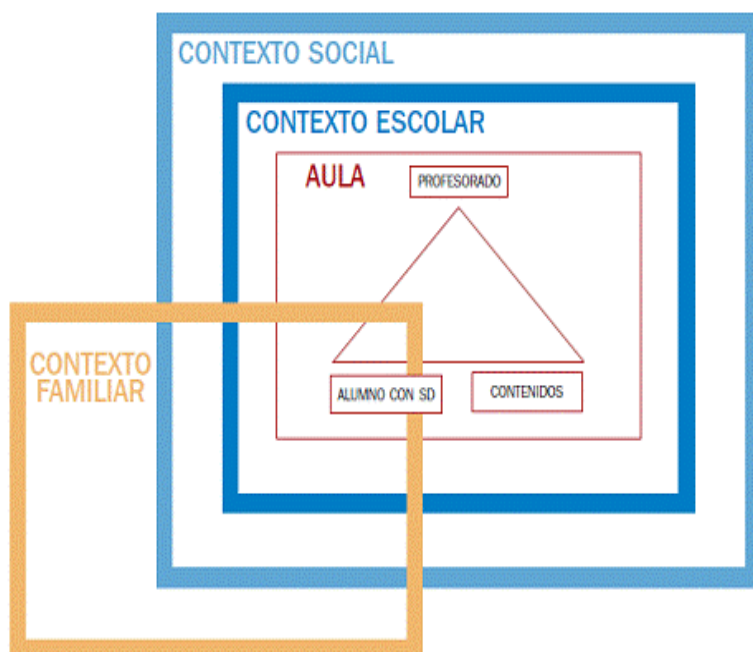 CONTEXTO SOCIAL
CONTEXTO ESCOLAR
AULA
PROFESORADO
CONTEXTO
FAMILIAR
ALUMNO CON SD
CONTENIDOS